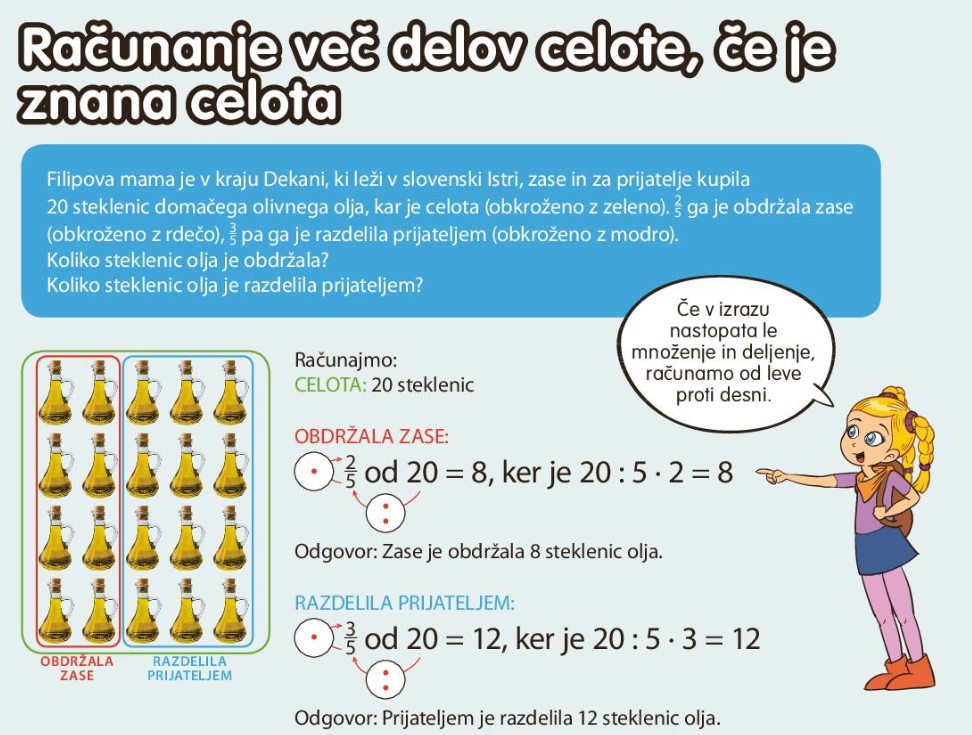 Računanje več delov celote, če je
znana celota
Filipova mama je v kraju Dekani, ki leži v slovenski Istri, zase in za prijatelje kupila
20 steklenic domačega olivnega olja, kar je celota (obkroženo z zeleno). 2/5 ga je obdržala zase
(obkroženo z rdečo), 3/5 pa ga je razdelila prijateljem (obkroženo z modro).
Koliko steklenic olja je obdržala?
Koliko steklenic olja je razdelila prijateljem?
Če v izrazu
nastopata le
množenje in deljenje,
računamo od leve
proti desni.
Računajmo:
CELOTA: 20 steklenic
OBDRŽALA ZASE:
· 2/5 od 20 = 8, ker je 20 : 5 · 2 = 8
:
Odgovor: Zase je obdržala 8 steklenic olja.
RAZDELILA PRIJATELJEM:
· 3/5 od 20 = 12, ker je 20 : 5 · 3 = 12
:
Odgovor: Prijateljem je razdelila 12 steklenic olja.
OBDRŽALA
ZASE
RAZDELILA
PRIJATELJEM